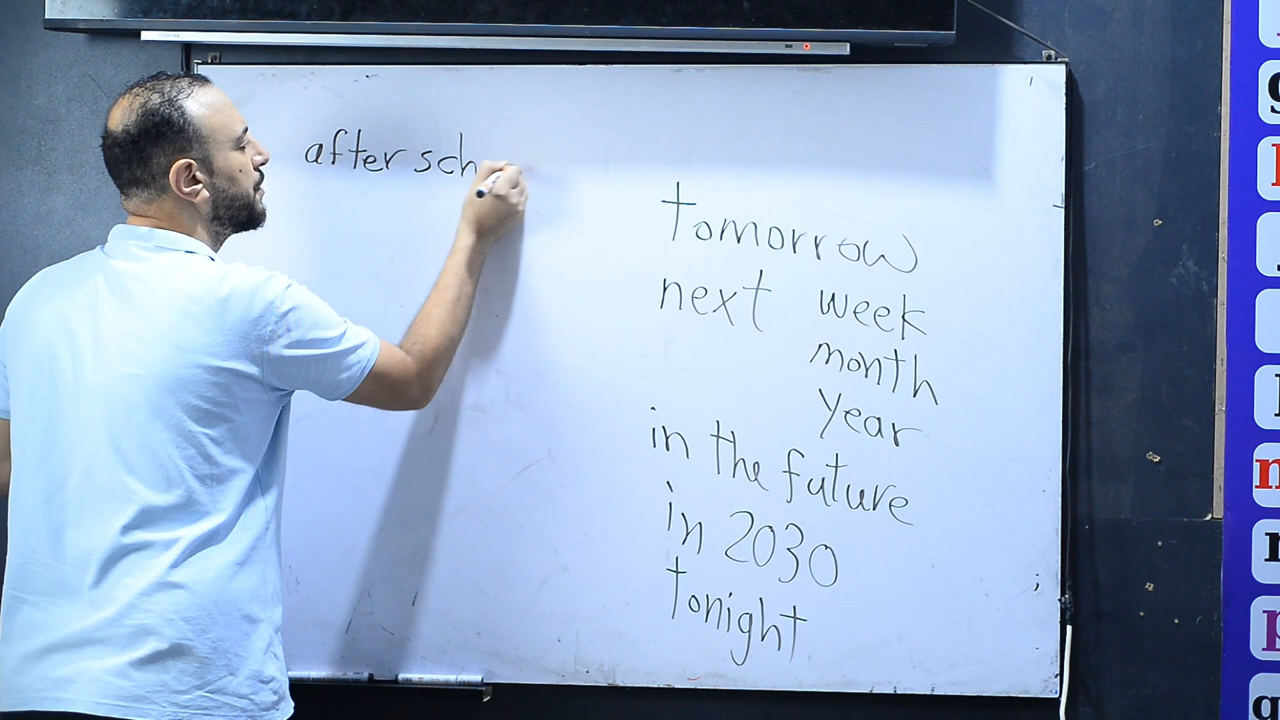 after sch
tomorrow
next week
month
year
in the future
in 2030
tonight